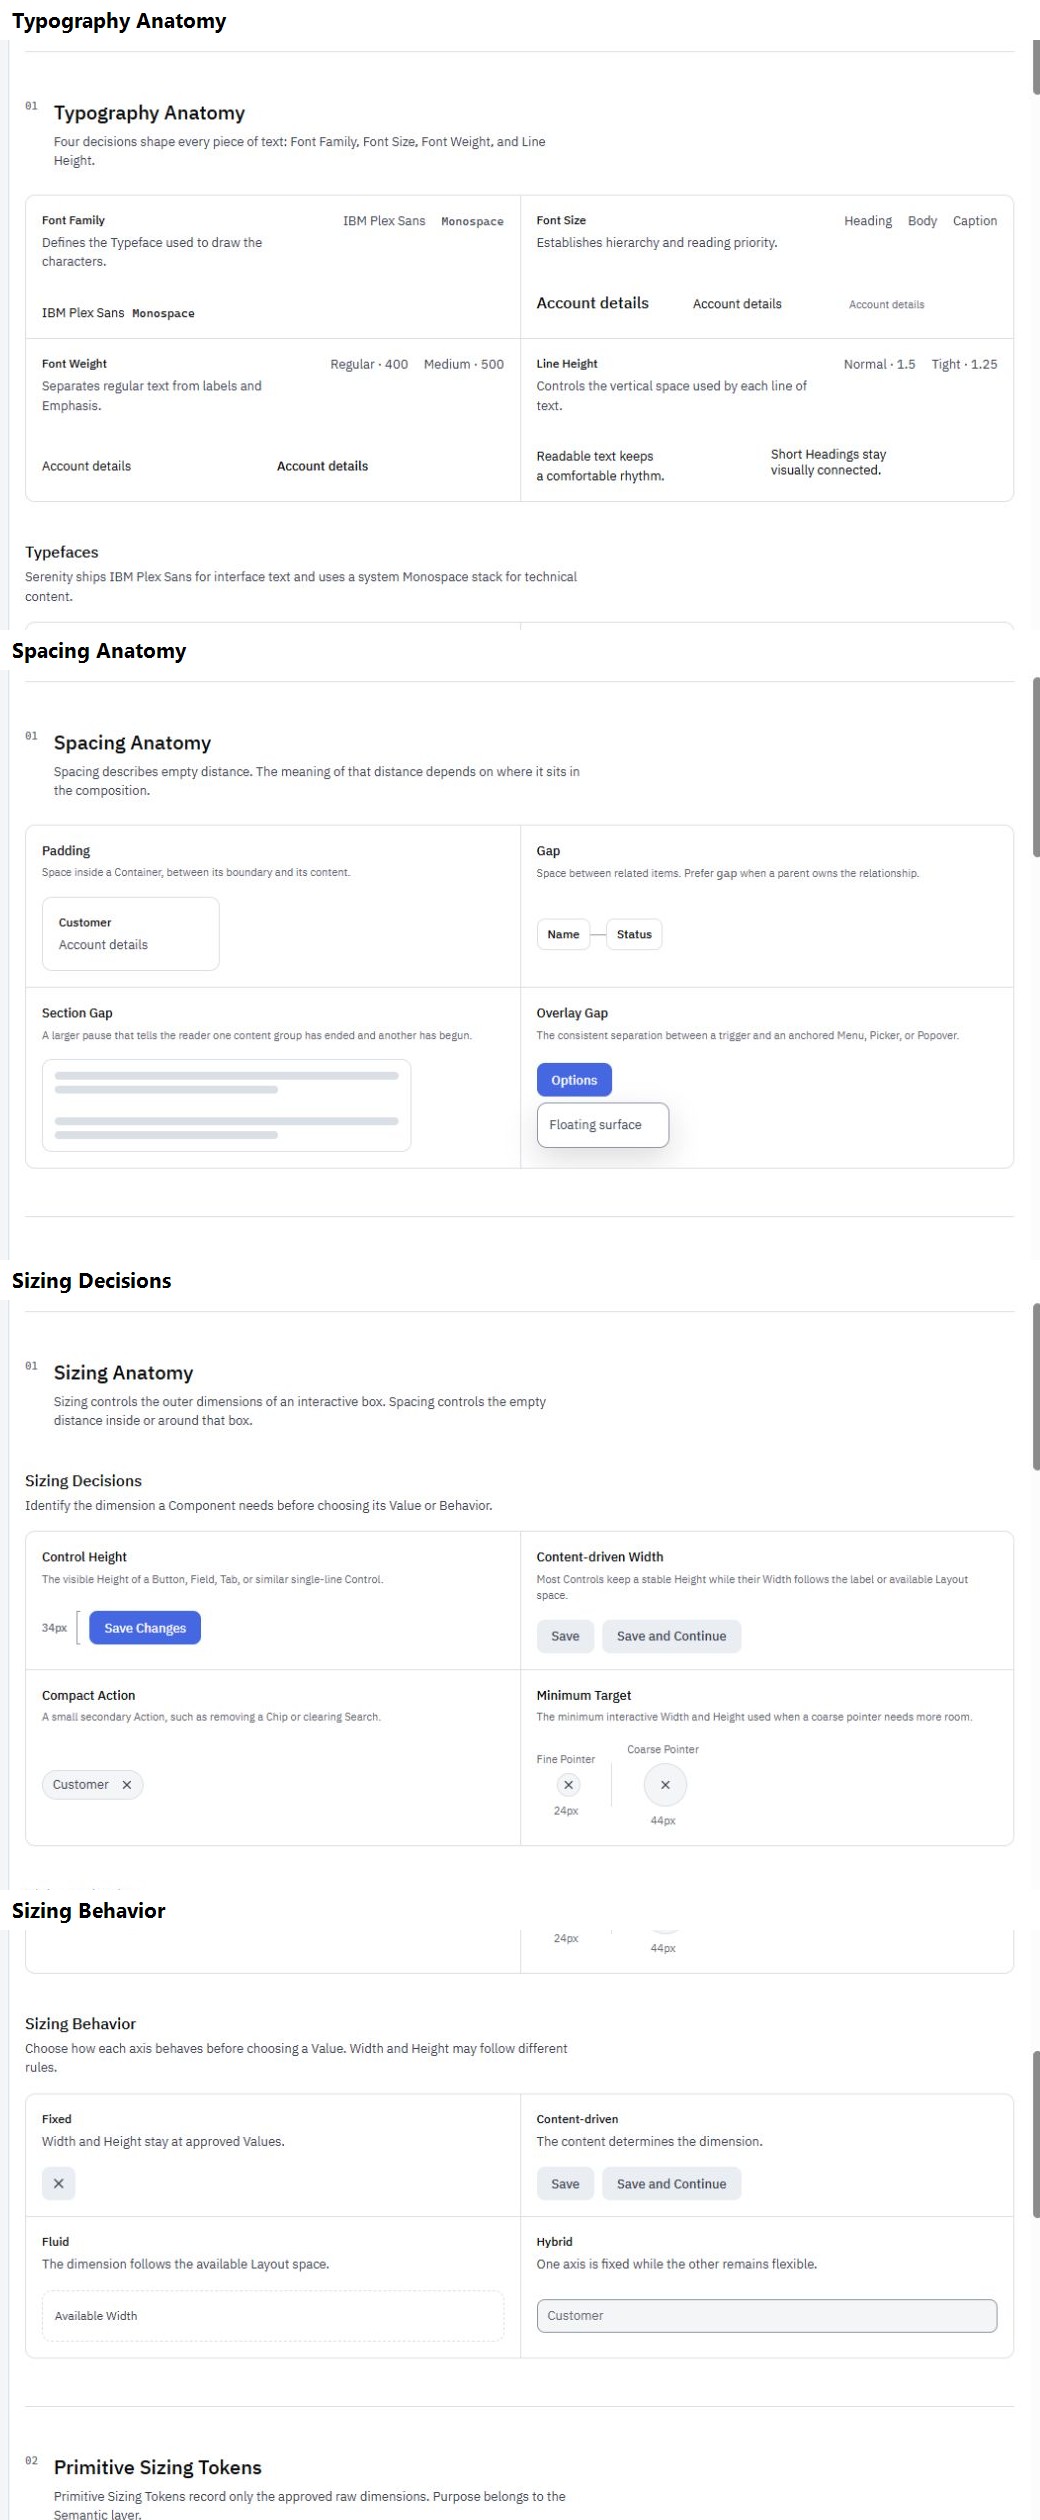 Typography Anatomy
01
Typography Anatomy
Four decisions shape every piece of text: Font Family, Font Size, Font Weight, and Line
Height.
Font Family
IBM Plex Sans Monospace
Defines the Typeface used to draw the
characters.
IBM Plex Sans Monospace
Font Size
Heading Body Caption
Establishes hierarchy and reading priority.
Account details Account details Account details
Font Weight
Regular · 400 Medium · 500
Separates regular text from labels and
Emphasis.
Account details Account details
Line Height
Normal · 1.5 Tight · 1.25
Controls the vertical space used by each line of
text.
Readable text keeps
a comfortable rhythm.
Short Headings stay
visually connected.
Typefaces
Serenity ships IBM Plex Sans for interface text and uses a system Monospace stack for technical
content.
Spacing Anatomy
01
Spacing Anatomy
Spacing describes empty distance. The meaning of that distance depends on where it sits in
the composition.
Padding
Space inside a Container, between its boundary and its content.
Customer
Account details
Gap
Space between related items. Prefer gap when a parent owns the relationship.
Name Status
Section Gap
A larger pause that tells the reader one content group has ended and another has begun.
Overlay Gap
The consistent separation between a trigger and an anchored Menu, Picker, or Popover.
Options
Floating surface
Sizing Decisions
01
Sizing Anatomy
Sizing controls the outer dimensions of an interactive box. Spacing controls the empty
distance inside or around that box.
Sizing Decisions
Identify the dimension a Component needs before choosing its Value or Behavior.
Control Height
The visible Height of a Button, Field, Tab, or similar single-line Control.
34px Save Changes
Content-driven Width
Most Controls keep a stable Height while their Width follows the label or available Layout
space.
Save Save and Continue
Compact Action
A small secondary Action, such as removing a Chip or clearing Search.
Customer ×
Minimum Target
The minimum interactive Width and Height used when a coarse pointer needs more room.
Fine Pointer
×
24px
Coarse Pointer
×
44px
Sizing Behavior
24px
44px
Sizing Behavior
Choose how each axis behaves before choosing a Value. Width and Height may follow different
rules.
Fixed
Width and Height stay at approved Values.
×
Content-driven
The content determines the dimension.
Save Save and Continue
Fluid
The dimension follows the available Layout space.
Available Width
Hybrid
One axis is fixed while the other remains flexible.
Customer
02
Primitive Sizing Tokens
Primitive Sizing Tokens record only the approved raw dimensions. Purpose belongs to the
Semantic layer.